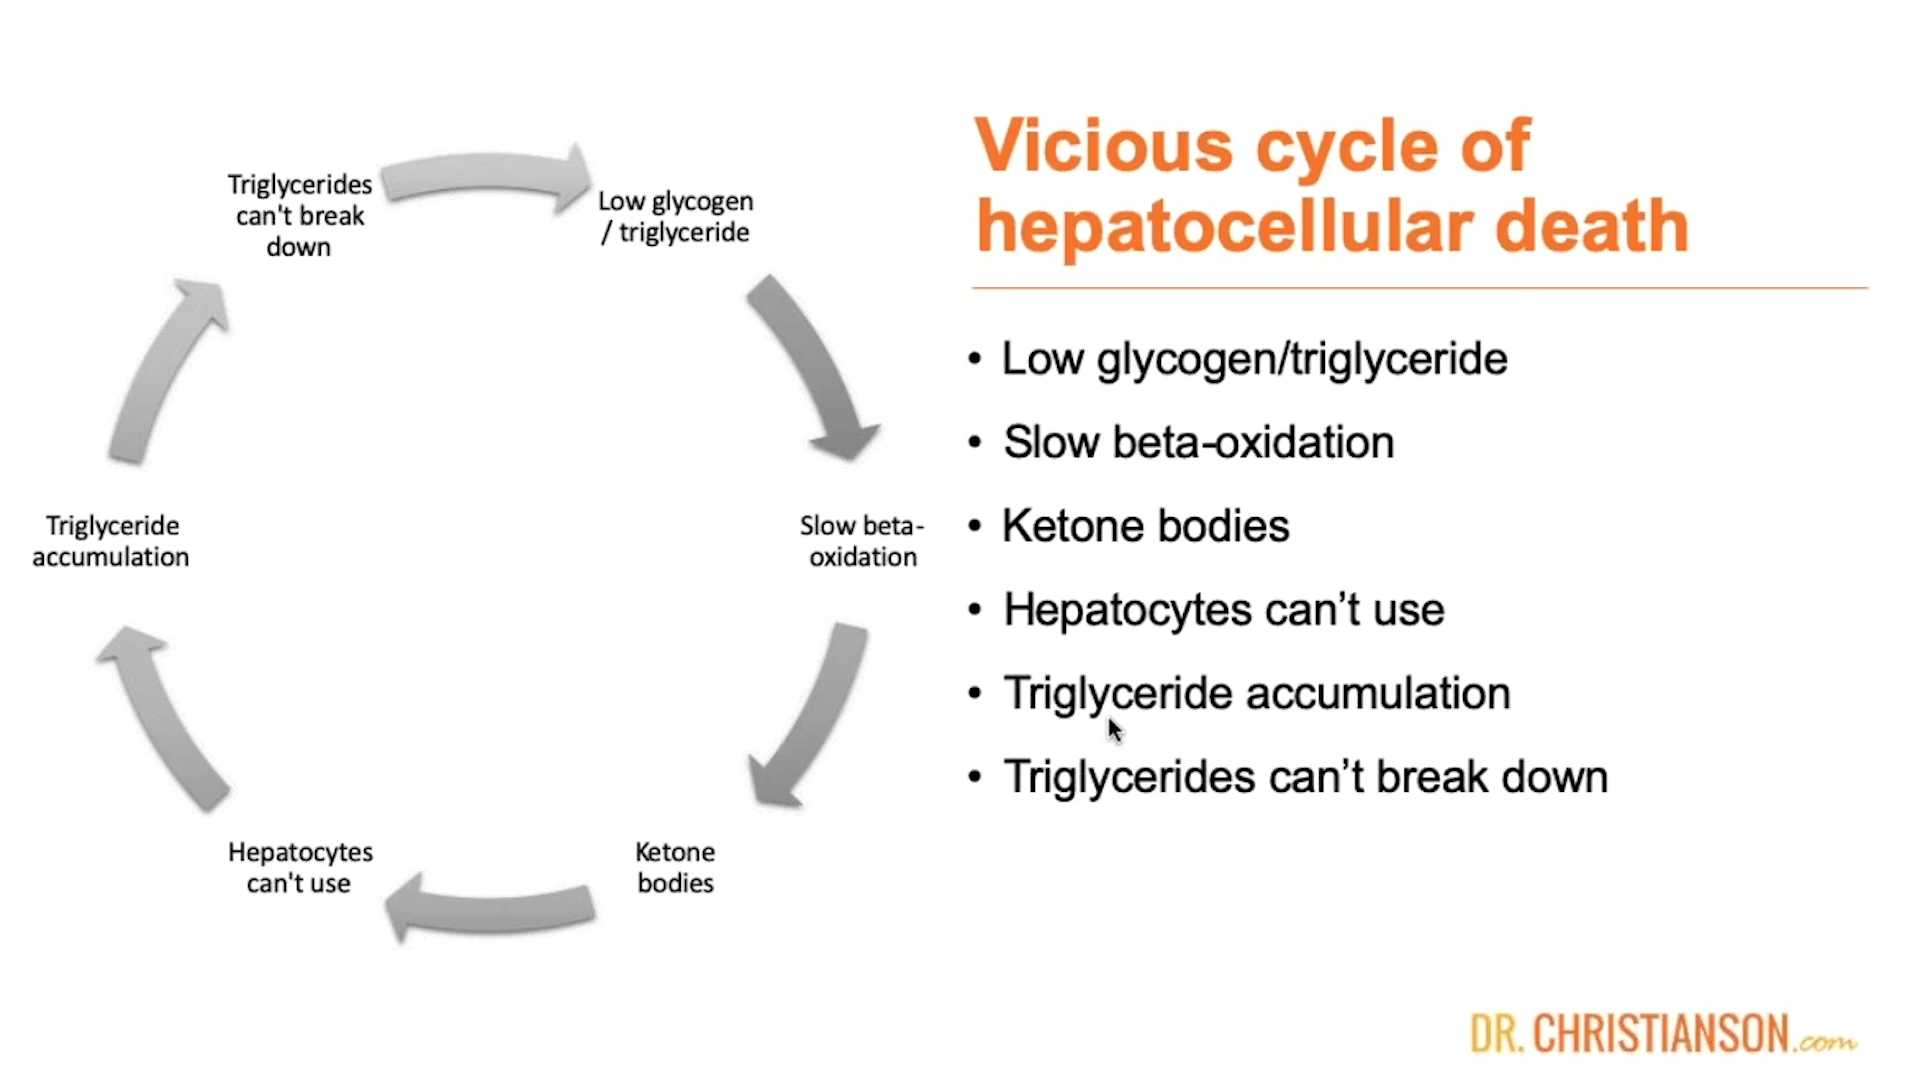 Vicious cycle of
hepatocellular death
Triglycerides
can't break
down
Low glycogen
/ triglyceride
Slow beta-
oxidation
Ketone
bodies
Hepatocytes
can't use
Triglyceride
accumulation
• Low glycogen/triglyceride
• Slow beta-oxidation
• Ketone bodies
• Hepatocytes can’t use
• Triglyceride accumulation
• Triglycerides can’t break down
DR. CHRISTIANSON.com